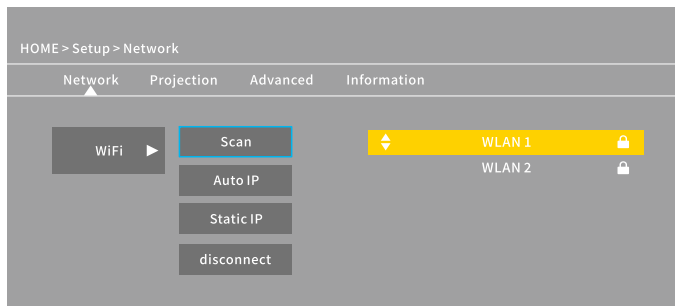 HOME > Setup > Network
Network Projection Advanced Information
WiFi
Scan
Auto IP
Static IP
disconnect
WLAN 1
WLAN 2